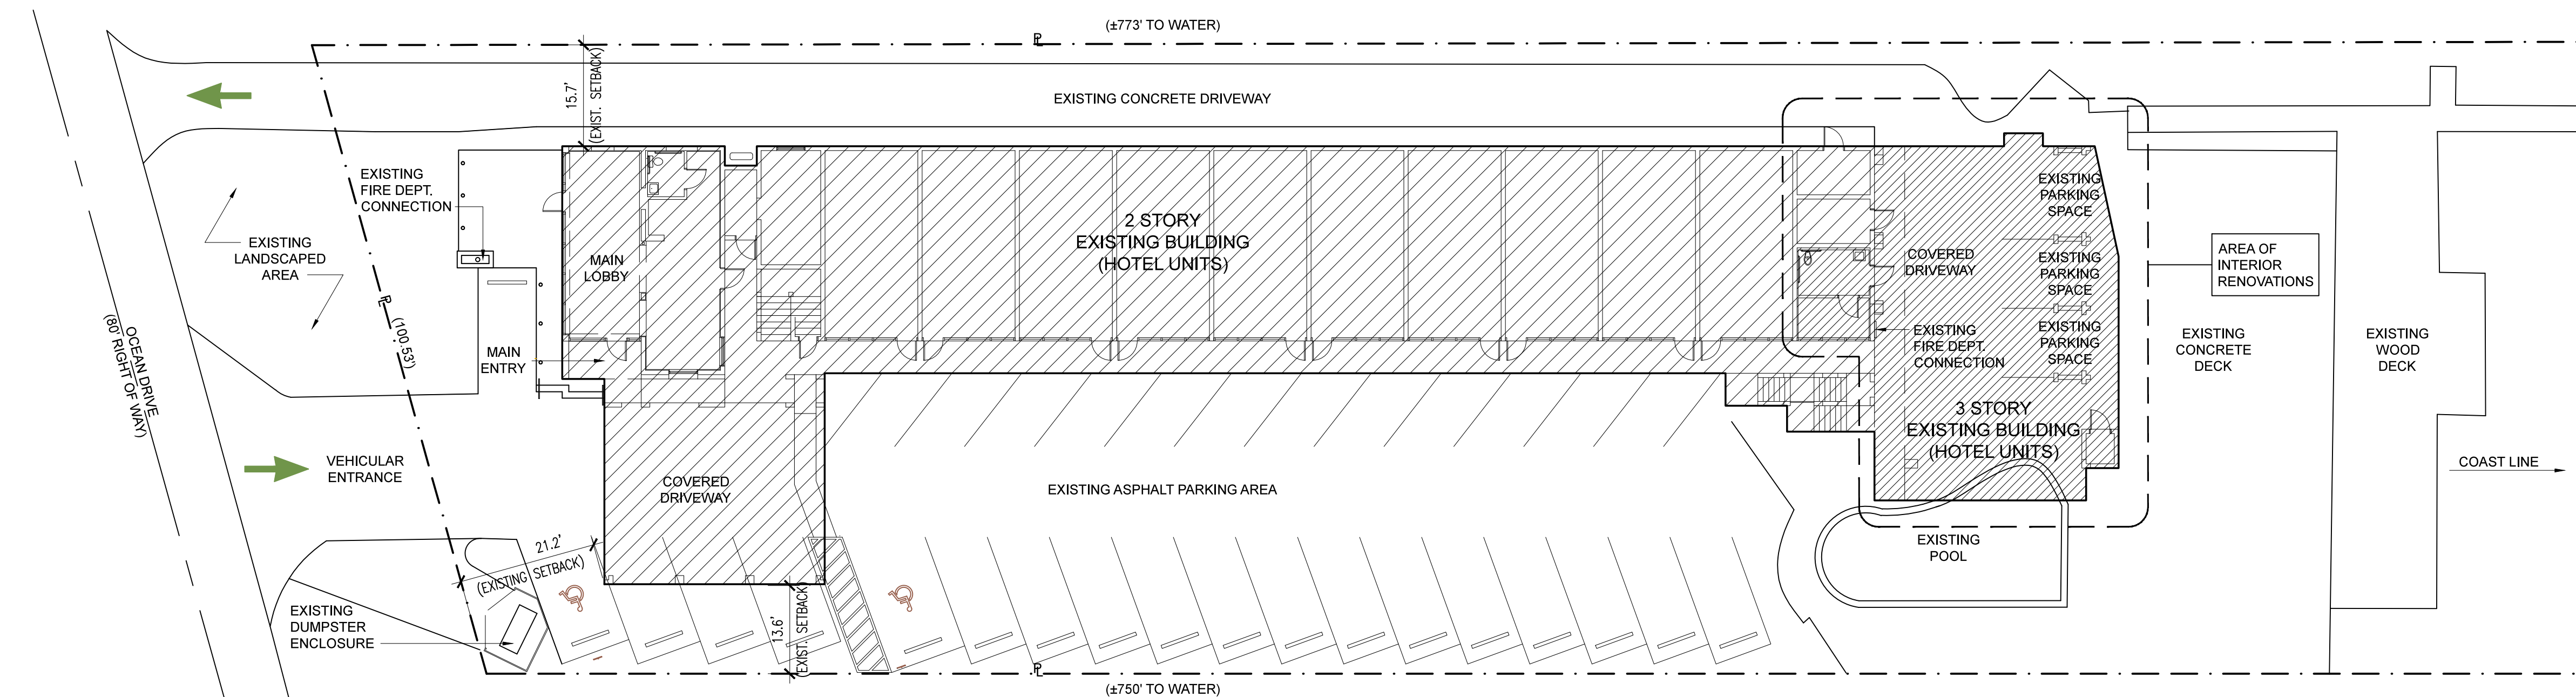 (±773' TO WATER)
PL
15.7'
(EXIST. SETBACK)
EXISTING CONCRETE DRIVEWAY
EXISTING
FIRE DEPT.
CONNECTION
EXISTING
LANDSCAPED
AREA
MAIN
LOBBY
2 STORY
EXISTING BUILDING
(HOTEL UNITS)
COVERED
DRIVEWAY
EXISTING
PARKING
SPACE
EXISTING
PARKING
SPACE
EXISTING
PARKING
SPACE
AREA OF
INTERIOR
RENOVATIONS
PL
(100.53')
OCEAN DRIVE
(80' RIGHT OF WAY)
MAIN
ENTRY
EXISTING
FIRE DEPT.
CONNECTION
EXISTING
CONCRETE
DECK
EXISTING
WOOD
DECK
3 STORY
EXISTING BUILDING
(HOTEL UNITS)
VEHICULAR
ENTRANCE
COVERED
DRIVEWAY
EXISTING ASPHALT PARKING AREA
COAST LINE
21.2'
(EXISTING SETBACK)
EXISTING
POOL
EXISTING
DUMPSTER
ENCLOSURE
13.6'
(EXIST. SETBACK)
PL
(±750' TO WATER)